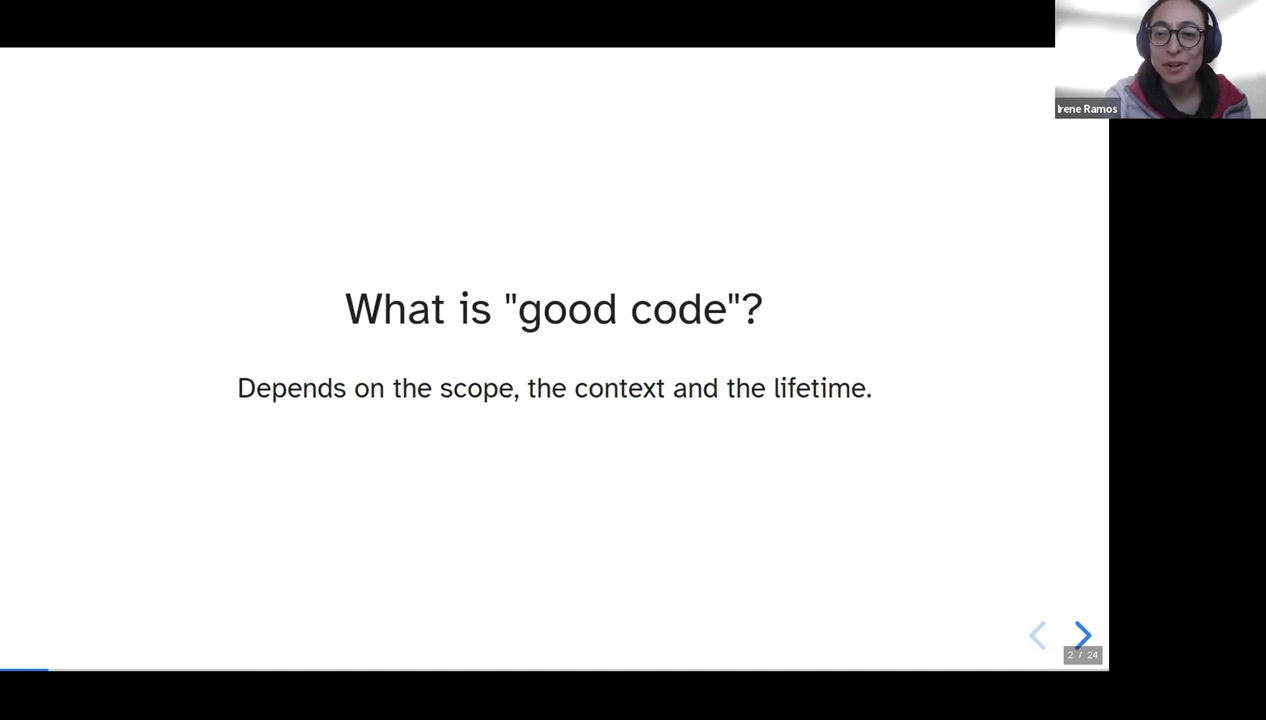 Irene Ramos
What is "good code"?
Depends on the scope, the context and the lifetime.
2 / 24